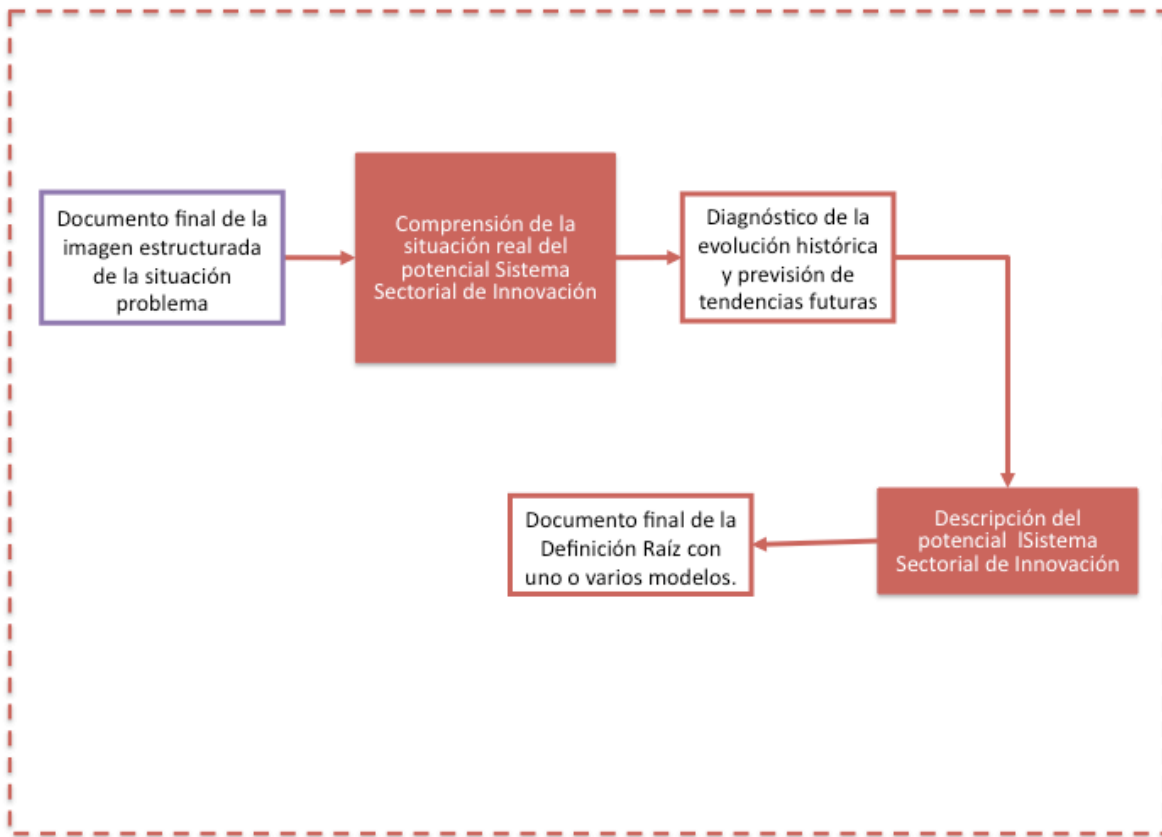 Documento final de la
imagen estructurada
de la situación
problema
Comprensión de la
situación real del
potencial Sistema
Sectorial de Innovación
Diagnóstico de la
evolución histórica
y previsión de
tendencias futuras
Descripción del
potencial ISistema
Sectorial de Innovación
Documento final de la
Definición Raíz con
uno o varios modelos.